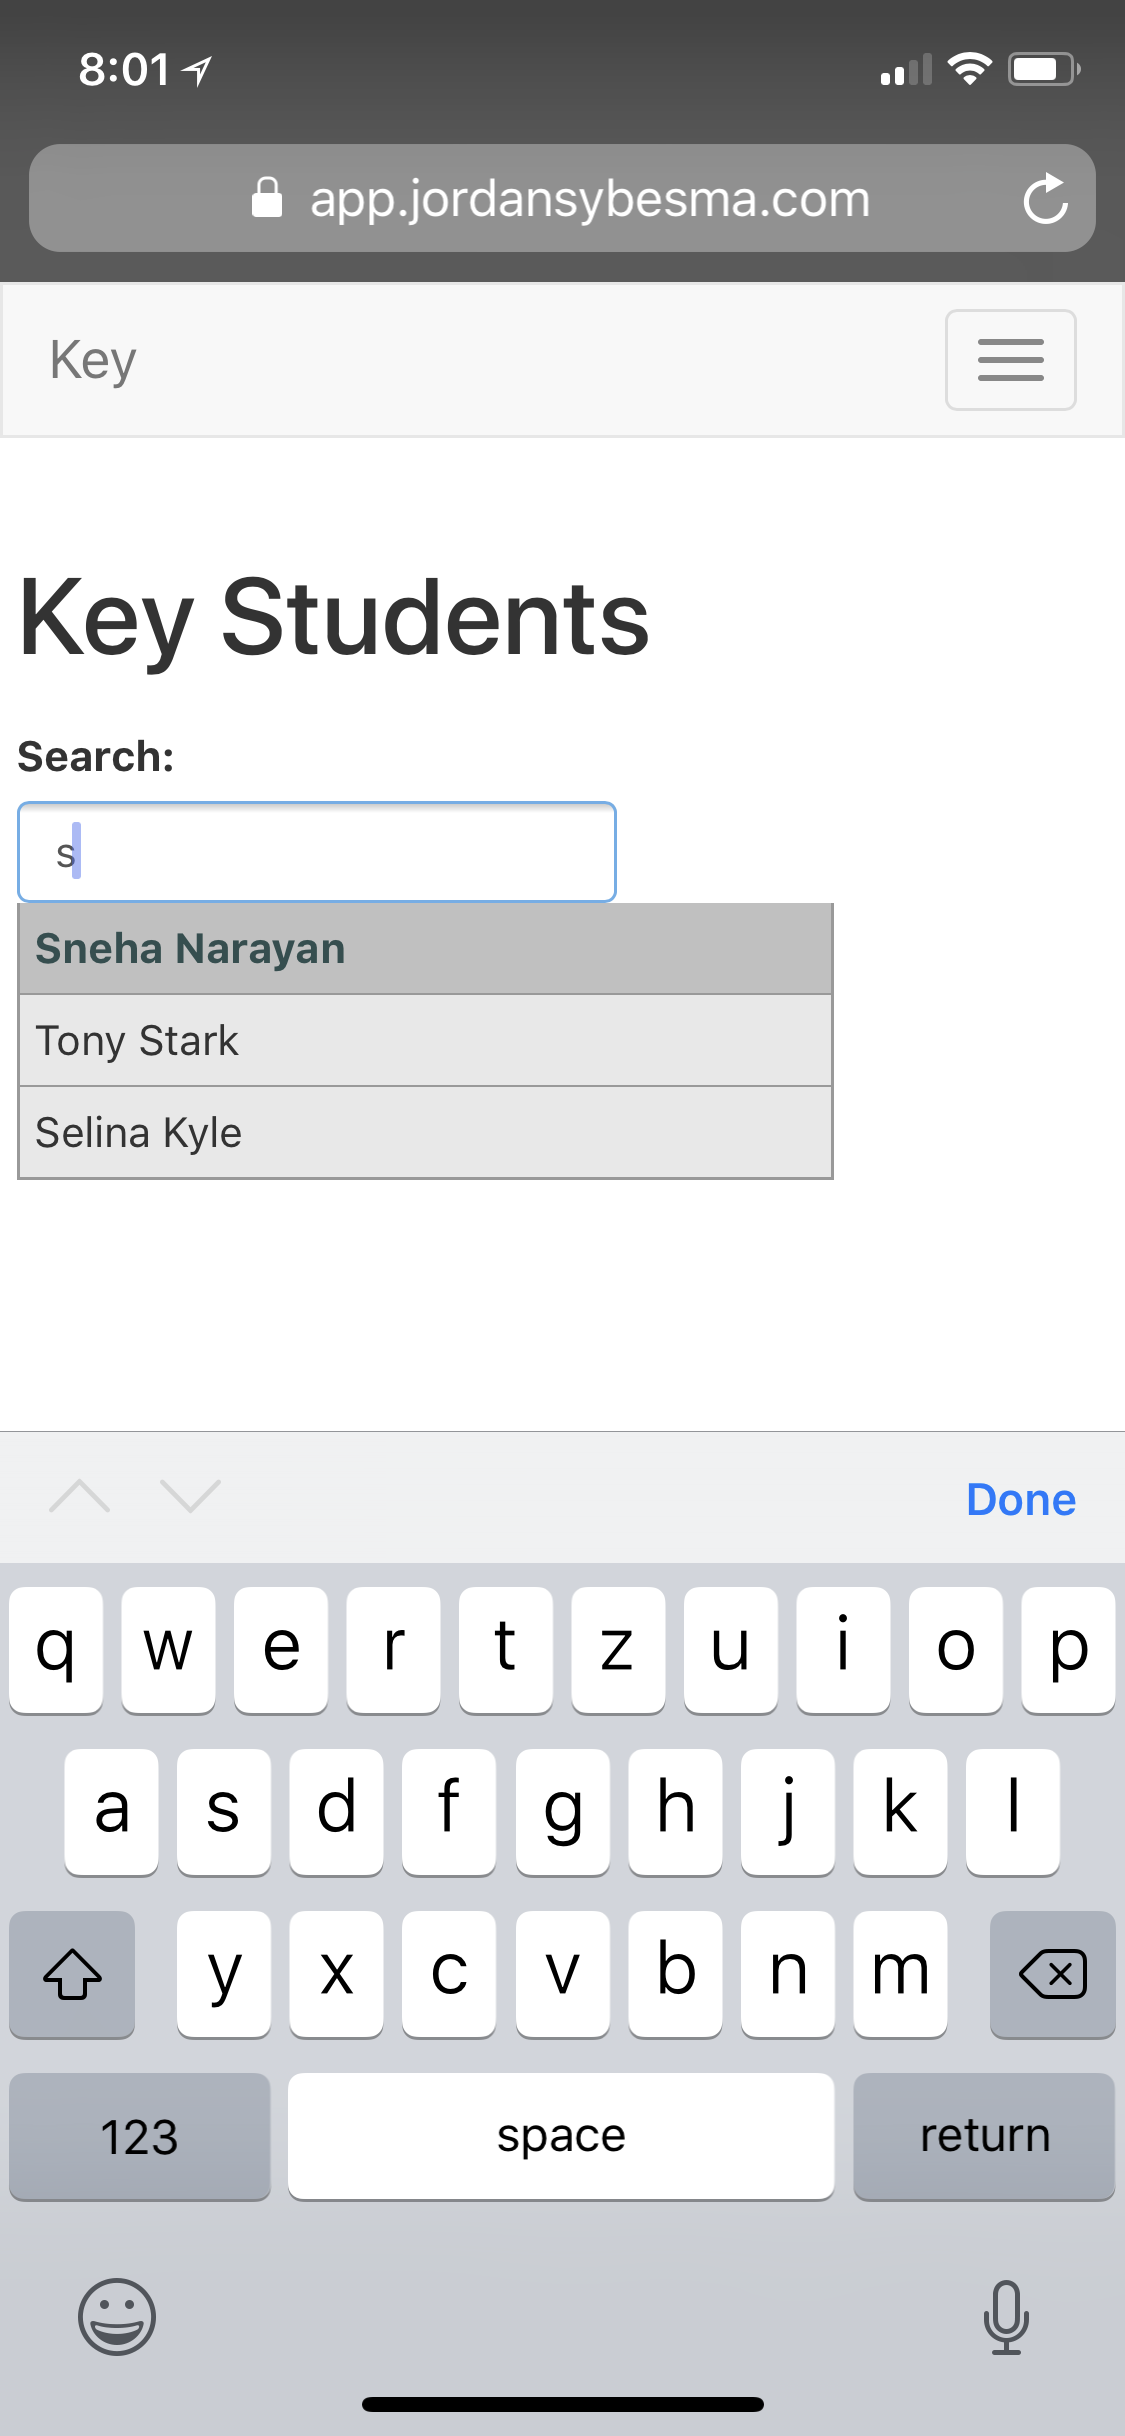 8:01
app.jordansybesma.com
Key
Key Students
Search:
s
Sneha Narayan
Tony Stark
Selina Kyle
Done
q w e r t z u i o p
a s d f g h j k l
y x c v b n m
123 space return